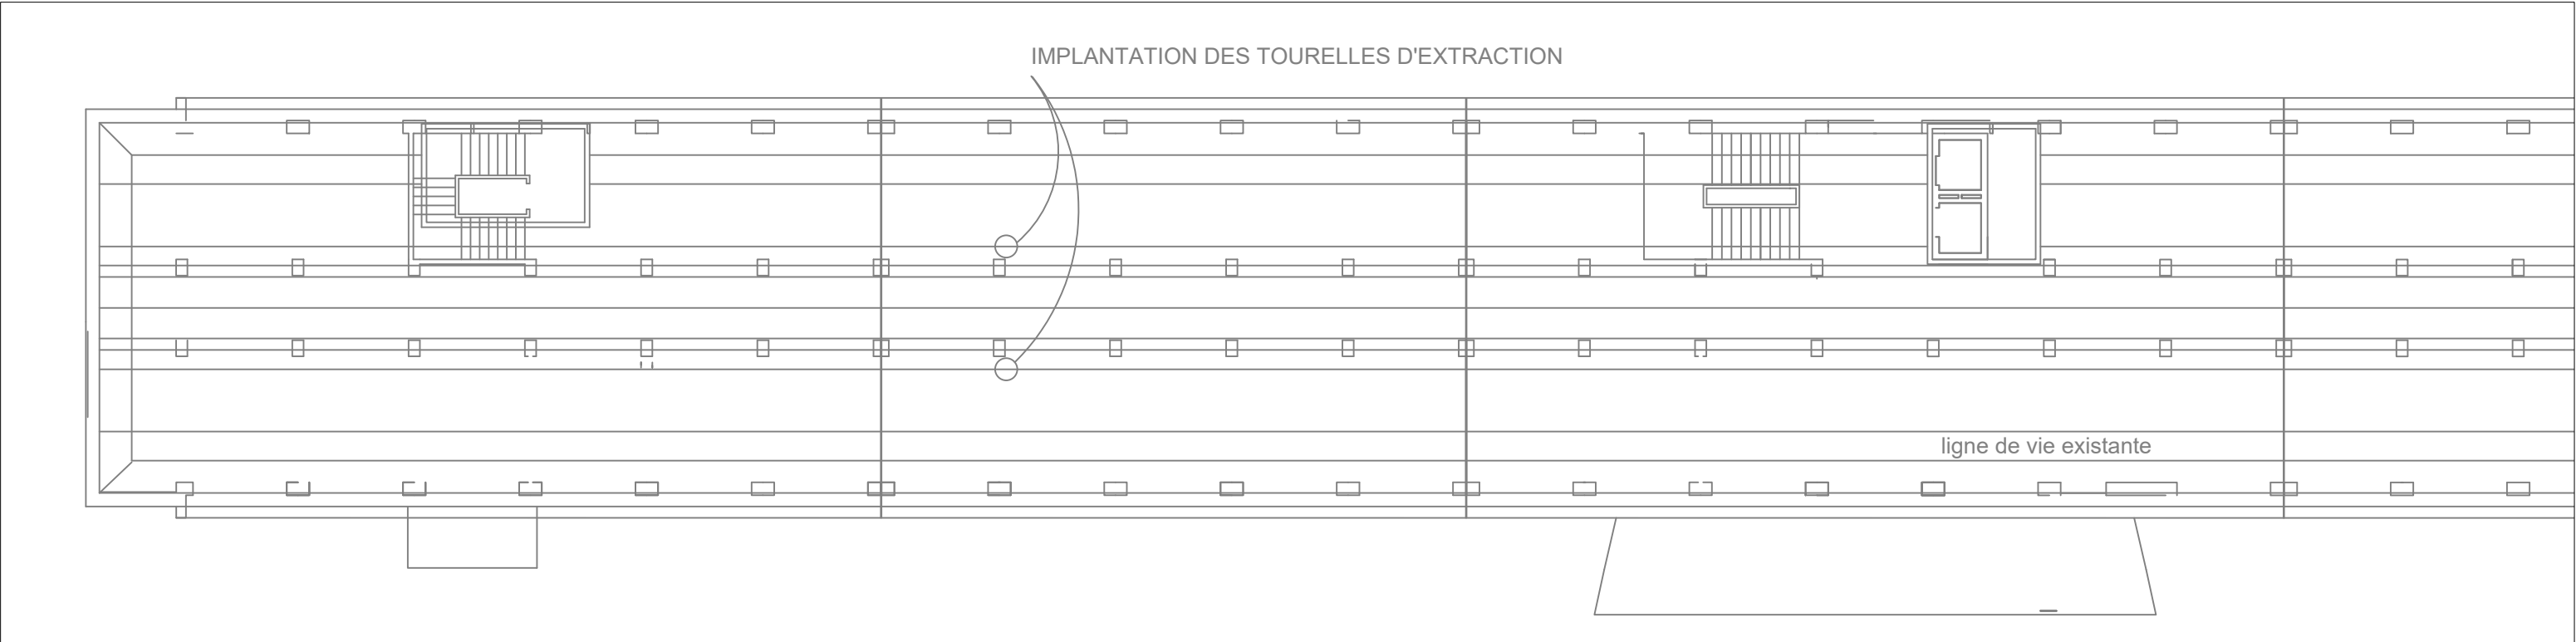 IMPLANTATION DES TOURELLES D'EXTRACTION
ligne de vie existante